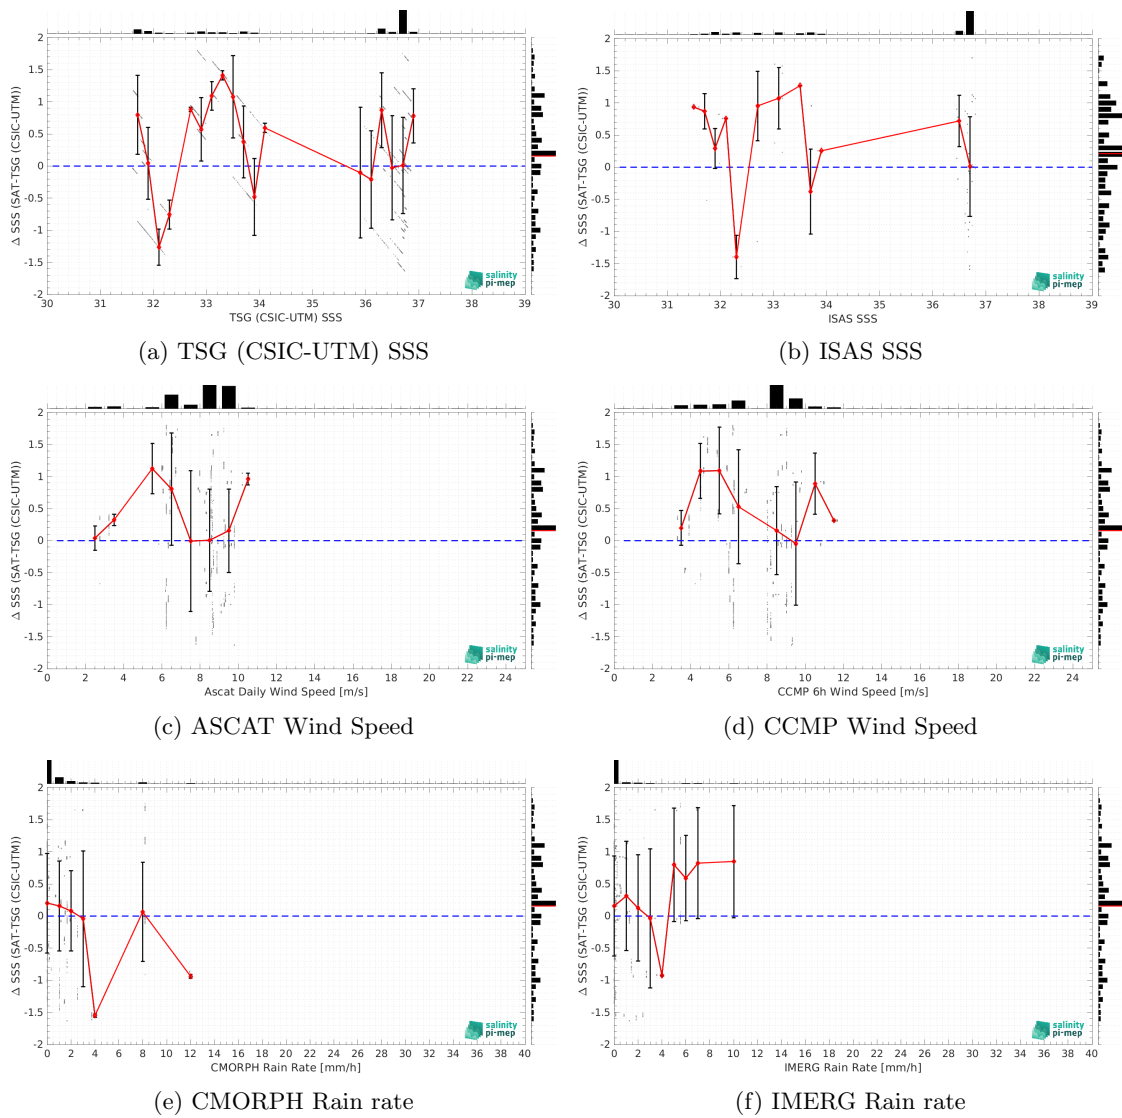 2
1.5
1
0.5
0
-0.5
-1
-1.5
-2
Δ SSS (SAT-TSG (CSIC-UTM))
30 31 32 33 34 35 36 37 38 39
TSG (CSIC-UTM) SSS
salinity
pi-mep
(a) TSG (CSIC-UTM) SSS
2
1.5
1
0.5
0
-0.5
-1
-1.5
-2
Δ SSS (SAT-TSG (CSIC-UTM))
30 31 32 33 34 35 36 37 38 39
ISAS SSS
salinity
pi-mep
(b) ISAS SSS
2
1.5
1
0.5
0
-0.5
-1
-1.5
-2
Δ SSS (SAT-TSG (CSIC-UTM))
0 2 4 6 8 10 12 14 16 18 20 22 24
Ascat Daily Wind Speed [m/s]
salinity
pi-mep
(c) ASCAT Wind Speed
2
1.5
1
0.5
0
-0.5
-1
-1.5
-2
Δ SSS (SAT-TSG (CSIC-UTM))
0 2 4 6 8 10 12 14 16 18 20 22 24
CCMP 6h Wind Speed [m/s]
salinity
pi-mep
(d) CCMP Wind Speed
2
1.5
1
0.5
0
-0.5
-1
-1.5
-2
Δ SSS (SAT-TSG (CSIC-UTM))
0 2 4 6 8 10 12 14 16 18 20 22 24 26 28 30 32 34 36 38 40
CMORPH Rain Rate [mm/h]
salinity
pi-mep
(e) CMORPH Rain rate
2
1.5
1
0.5
0
-0.5
-1
-1.5
-2
Δ SSS (SAT-TSG (CSIC-UTM))
0 2 4 6 8 10 12 14 16 18 20 22 24 26 28 30 32 34 36 38 40
IMERG Rain Rate [mm/h]
salinity
pi-mep
(f) IMERG Rain rate